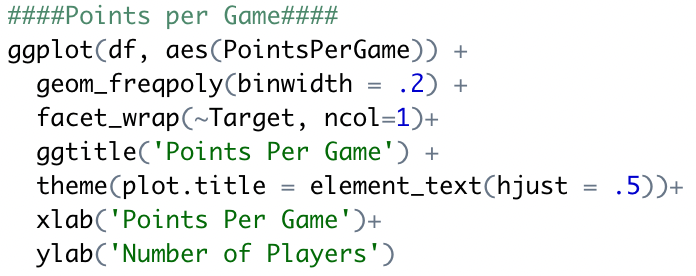 ####Points per Game####
ggplot(df, aes(PointsPerGame)) +
  geom_freqpoly(binwidth = .2) +
  facet_wrap(~Target, ncol=1)+
  ggtitle('Points Per Game') +
  theme(plot.title = element_text(hjust = .5))+
  xlab('Points Per Game')+
  ylab('Number of Players')